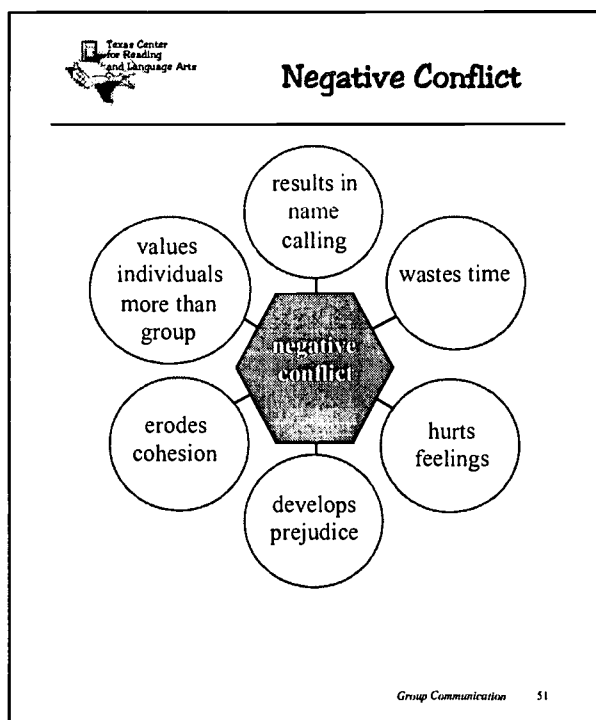 Texas Center
for Reading
and Language Arts
Negative Conflict
results in
name
calling
wastes time
hurts
feelings
develops
prejudice
erodes
cohesion
values
individuals
more than
group
negative
conflict
Group Communication 51